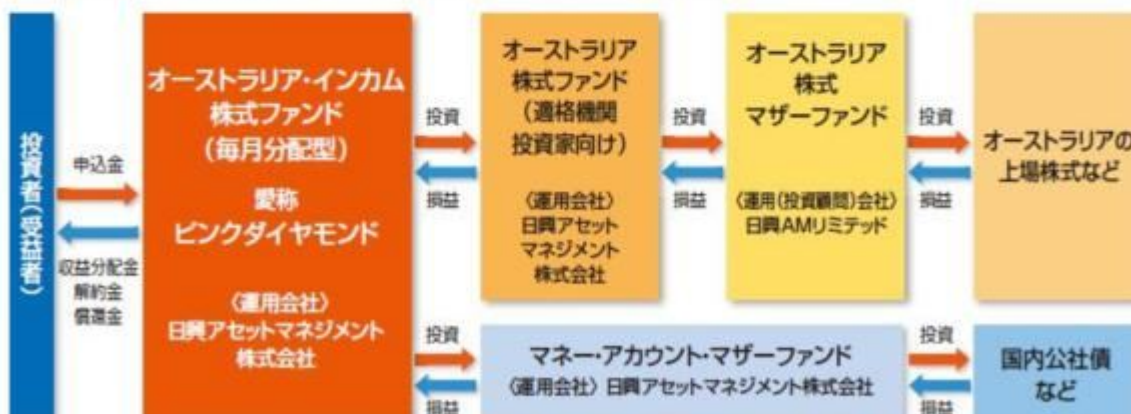 投資者(受益者)
申込金
収益分配金
解約金
償還金
オーストラリア・インカム
株式ファンド
(毎月分配型)
愛称
ピンクダイヤモンド
〈運用会社〉
日興アセットマネジメント
株式会社
投資
損益
オーストラリア
株式ファンド
(適格機関
投資家向け)
〈運用会社〉
日興アセット
マネジメント
株式会社
投資
損益
オーストラリア
株式
マザーファンド
〈運用(投資顧問)会社〉
日興AMリミテッド
投資
損益
オーストラリアの
上場株式など
投資
損益
マネー・アカウント・マザーファンド
〈運用会社〉日興アセットマネジメント株式会社
投資
損益
国内公社債
など